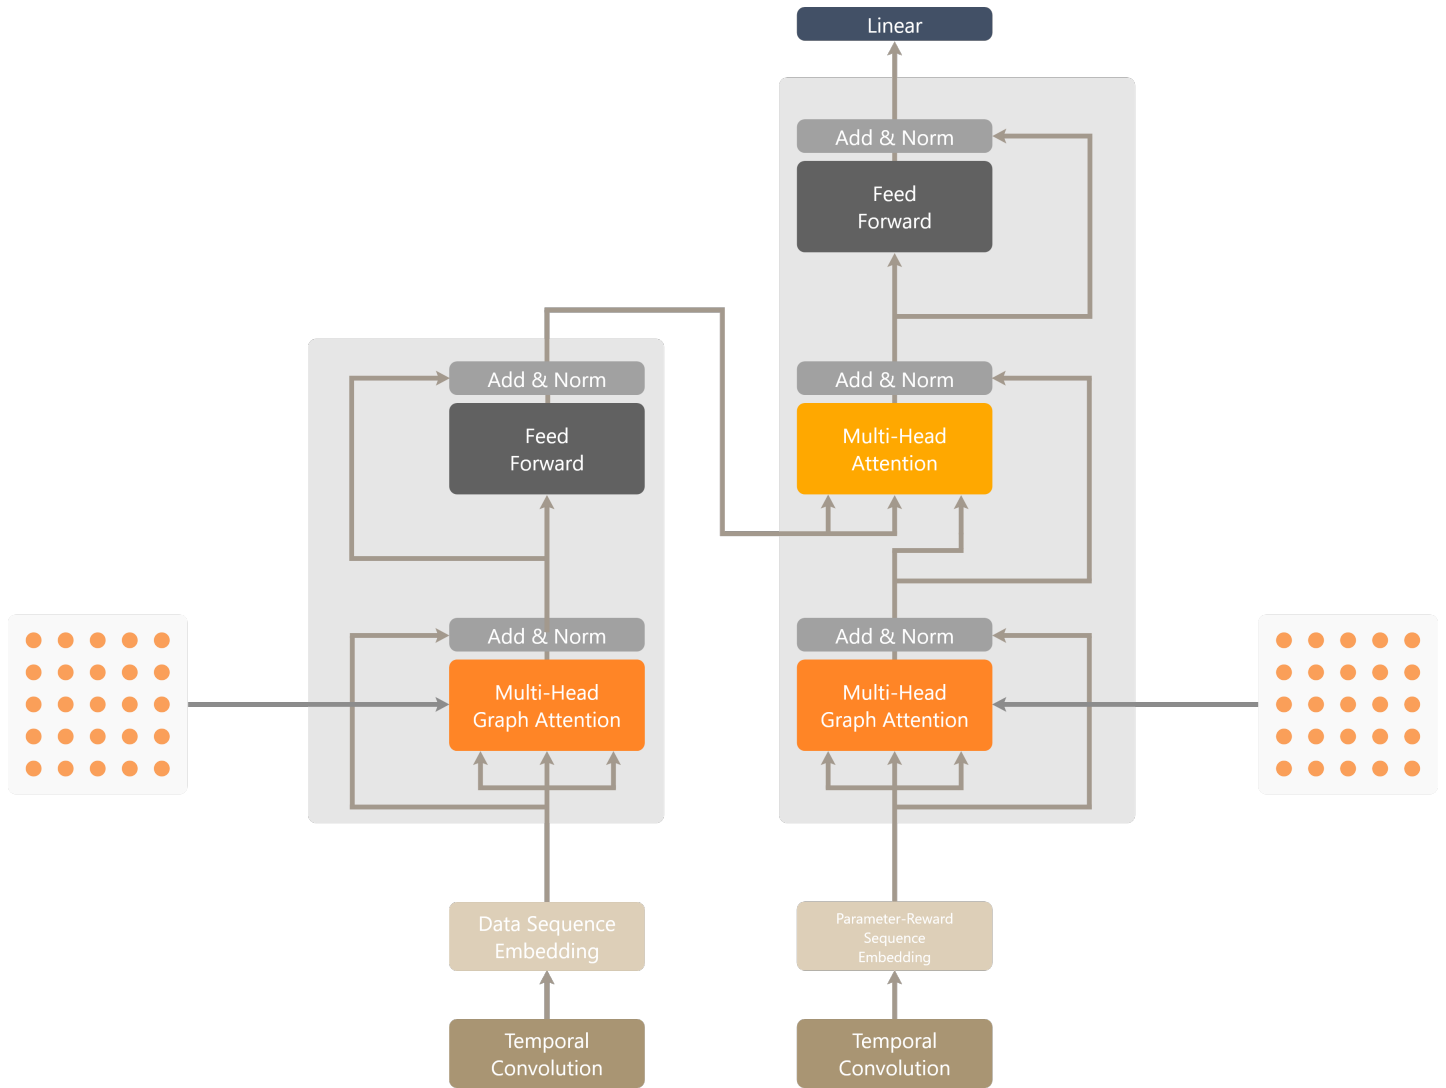 Linear
Add & Norm
Feed
Forward
Add & Norm
Multi-Head
Attention
Add & Norm
Multi-Head
Graph Attention
Parameter-Reward
Sequence
Embedding
Temporal
Convolution
Add & Norm
Feed
Forward
Add & Norm
Multi-Head
Graph Attention
Data Sequence
Embedding
Temporal
Convolution